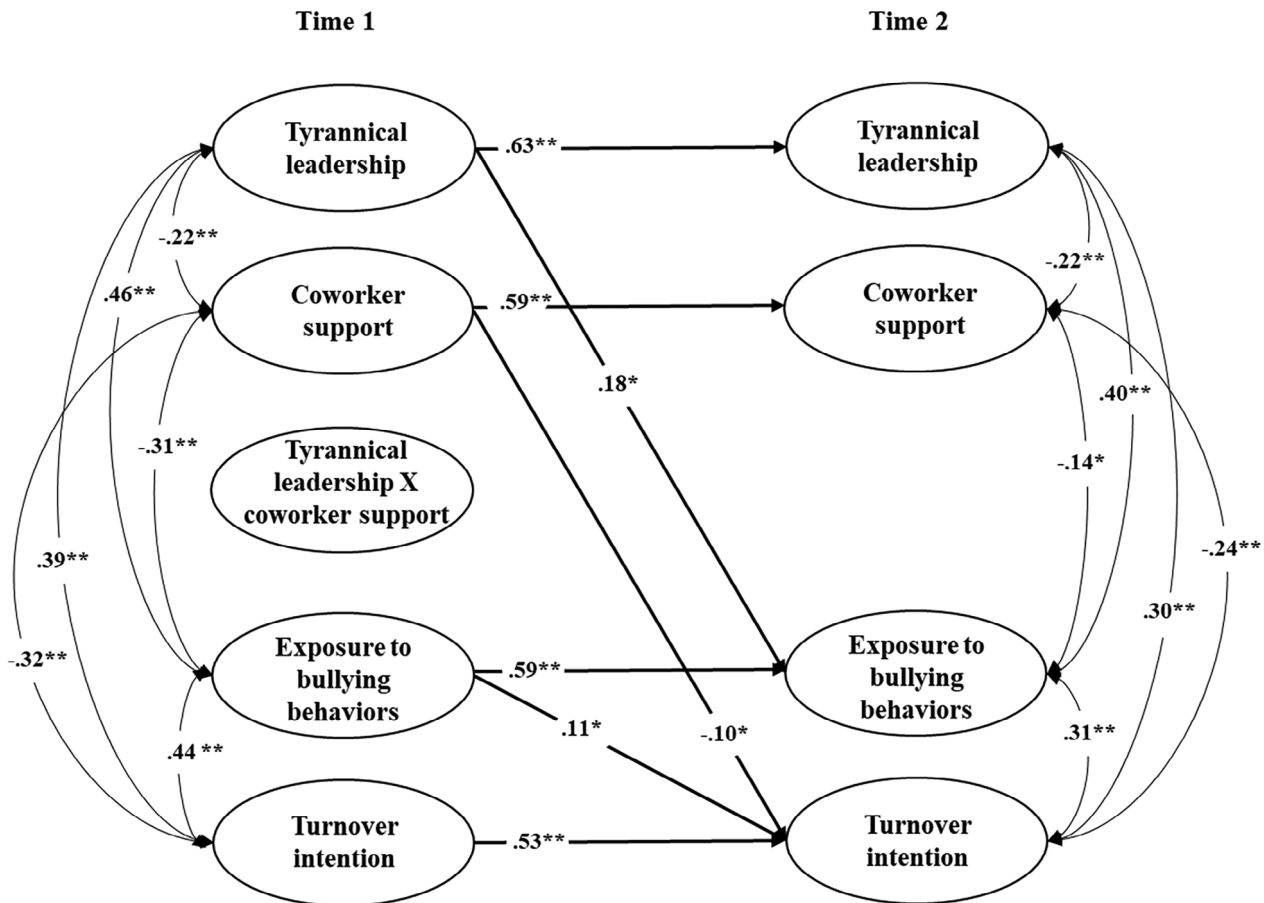 Time 1
Time 2
Tyrannical
leadership
.63**
Tyrannical
leadership
-.22**
-.22**
.46**
Coworker
support
.59**
Coworker
support
.18*
.40**
-.31**
-.14*
Tyrannical
leadership X
coworker support
.39**
-.24**
.30**
-.32**
Exposure to
bullying
behaviors
.59**
Exposure to
bullying
behaviors
.44 **
.11*
-.10*
.31**
Turnover
intention
.53**
Turnover
intention